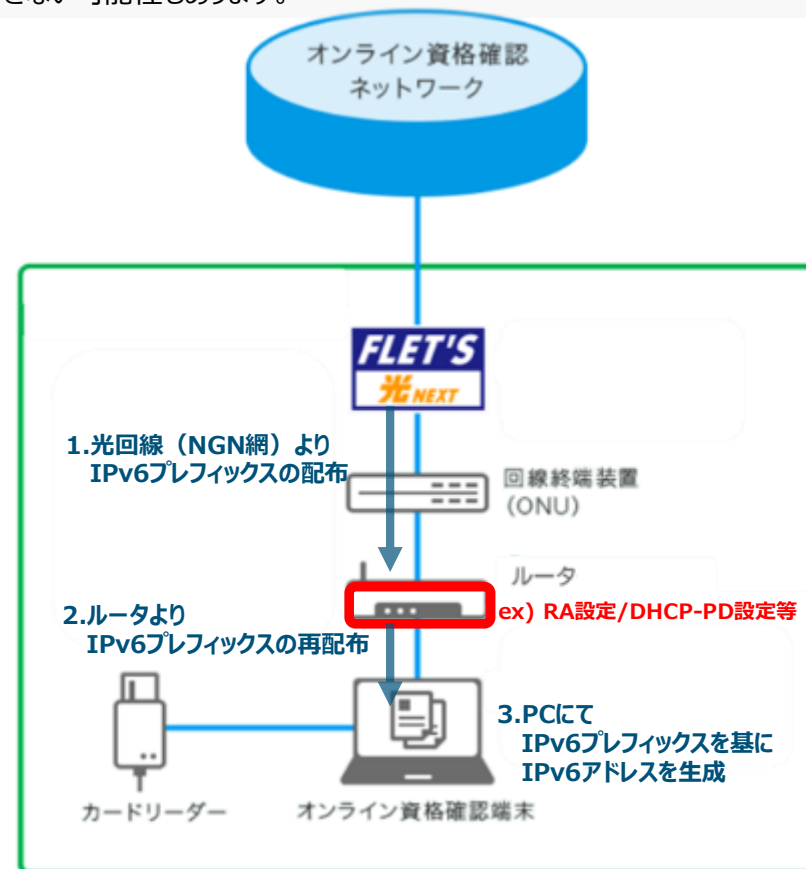 オンライン資格確認
ネットワーク
FLET'S
光 NEXT
1.光回線（NGN網）より
IPv6プレフィックスの配布
回線終端装置
(ONU)
ルータ
ex) RA設定/DHCP-PD設定等
2.ルータより
IPv6プレフィックスの再配布
3.PCにて
IPv6プレフィックスを基に
IPv6アドレスを生成
カードリーダー
オンライン資格確認端末